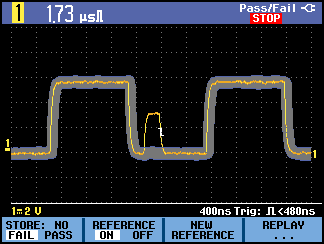 1 1.73 µs⎍ Pass/Fail
STOP
1
1
1
1=2 V 400ns Trig: ⎍<480ns
STORE: NO REFERENCE NEW REPLAY
FAIL PASS ON OFF REFERENCE ...